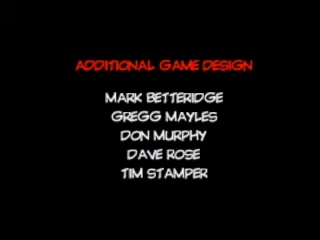 ADDITIONAL GAME DESIGN
MARK BETTERIDGE
GREGG MAYLES
DON MURPHY
DAVE ROSE
TIM STAMPER